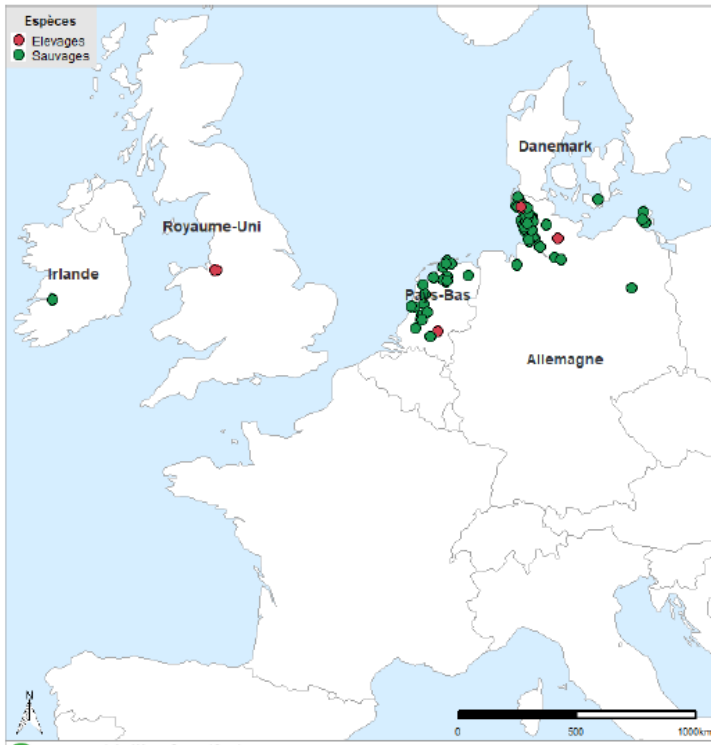 Espèces
Elevages
Sauvages
Danemark
Royaume-Uni
Irlande
Pays-Bas
Allemagne
N
0 500 1000km